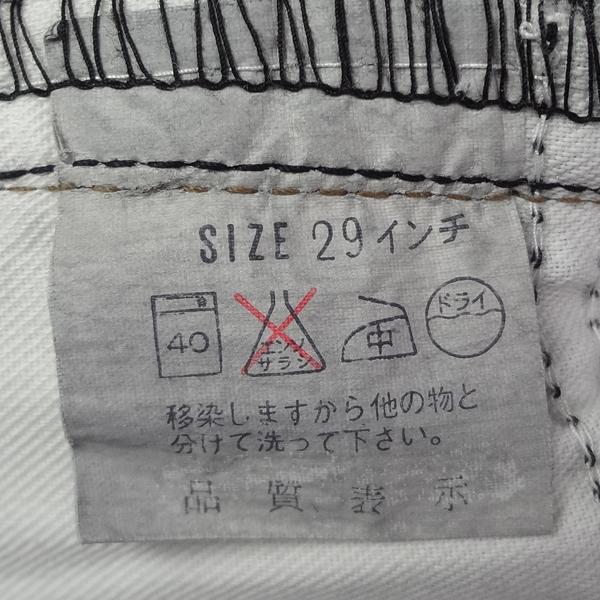 SIZE 29 インチ
40 エンソ サラシ 中 ドライ
移染しますから他の物と
分けて洗って下さい。
品質表示